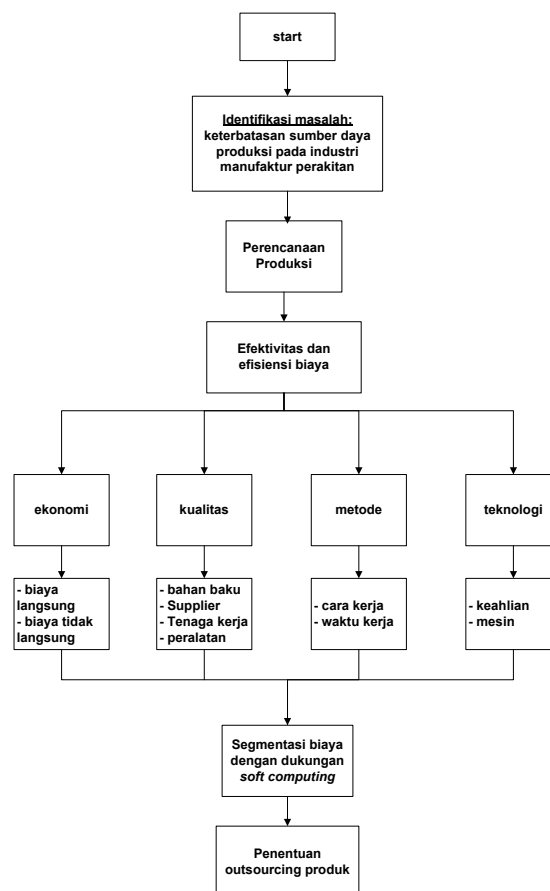 start
Identifikasi masalah:
keterbatasan sumber daya
produksi pada industri
manufaktur perakitan
Perencanaan
Produksi
Efektivitas dan
efisiensi biaya
ekonomi
kualitas
metode
teknologi
- biaya
langsung
- biaya tidak
langsung
- bahan baku
- Supplier
- Tenaga kerja
- peralatan
- cara kerja
- waktu kerja
- keahlian
- mesin
Segmentasi biaya
dengan dukungan
soft computing
Penentuan
outsourcing produk